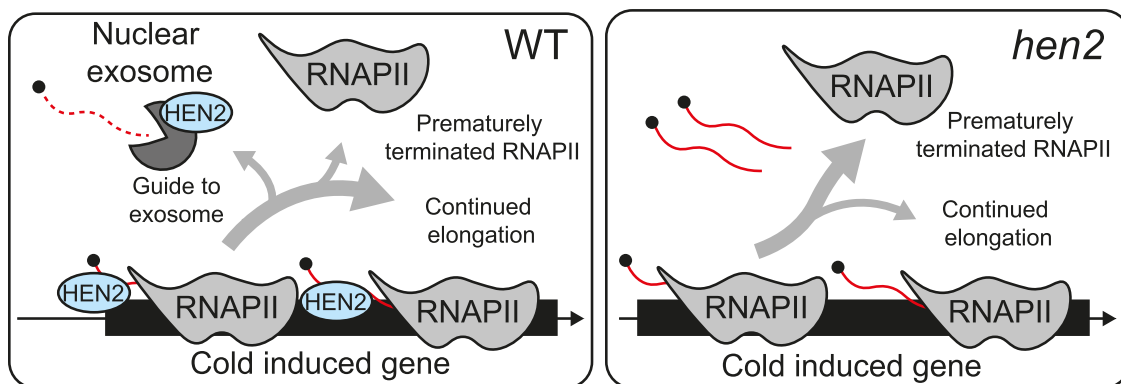 Nuclear
exosome
HEN2
Guide to
exosome
RNAPII
WT
Prematurely
terminated RNAPII
Continued
elongation
HEN2
RNAPII
HEN2
RNAPII
Cold induced gene
hen2
RNAPII
Prematurely
terminated RNAPII
Continued
elongation
RNAPII
RNAPII
Cold induced gene